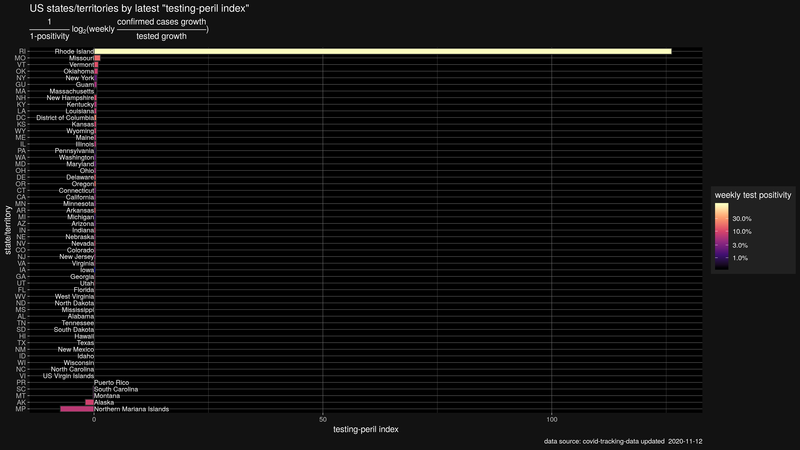 US states/territories by latest "testing-peril index"
1
1-positivity
log2(weekly
confirmed cases growth
tested growth
)
RI Rhode Island
MO Missouri
VT Vermont
OK Oklahoma
NY New York
GU Guam
MA Massachusetts
NH New Hampshire
KY Kentucky
LA Louisiana
DC District of Columbia
KS Kansas
WY Wyoming
ME Maine
IL Illinois
PA Pennsylvania
WA Washington
MD Maryland
OH Ohio
DE Delaware
OR Oregon
CT Connecticut
CA California
MN Minnesota
AR Arkansas
MI Michigan
AZ Arizona
IN Indiana
NE Nebraska
NV Nevada
CO Colorado
NJ New Jersey
VA Virginia
IA Iowa
GA Georgia
UT Utah
FL Florida
WV West Virginia
ND North Dakota
MS Mississippi
AL Alabama
TN Tennessee
SD South Dakota
HI Hawaii
TX Texas
NM New Mexico
ID Idaho
WI Wisconsin
NC North Carolina
VI US Virgin Islands
PR Puerto Rico
SC South Carolina
MT Montana
AK Alaska
MP Northern Mariana Islands
state/territory
0 50 100
testing-peril index
weekly test positivity
30.0%
10.0%
3.0%
1.0%
data source: covid-tracking-data updated 2020-11-12